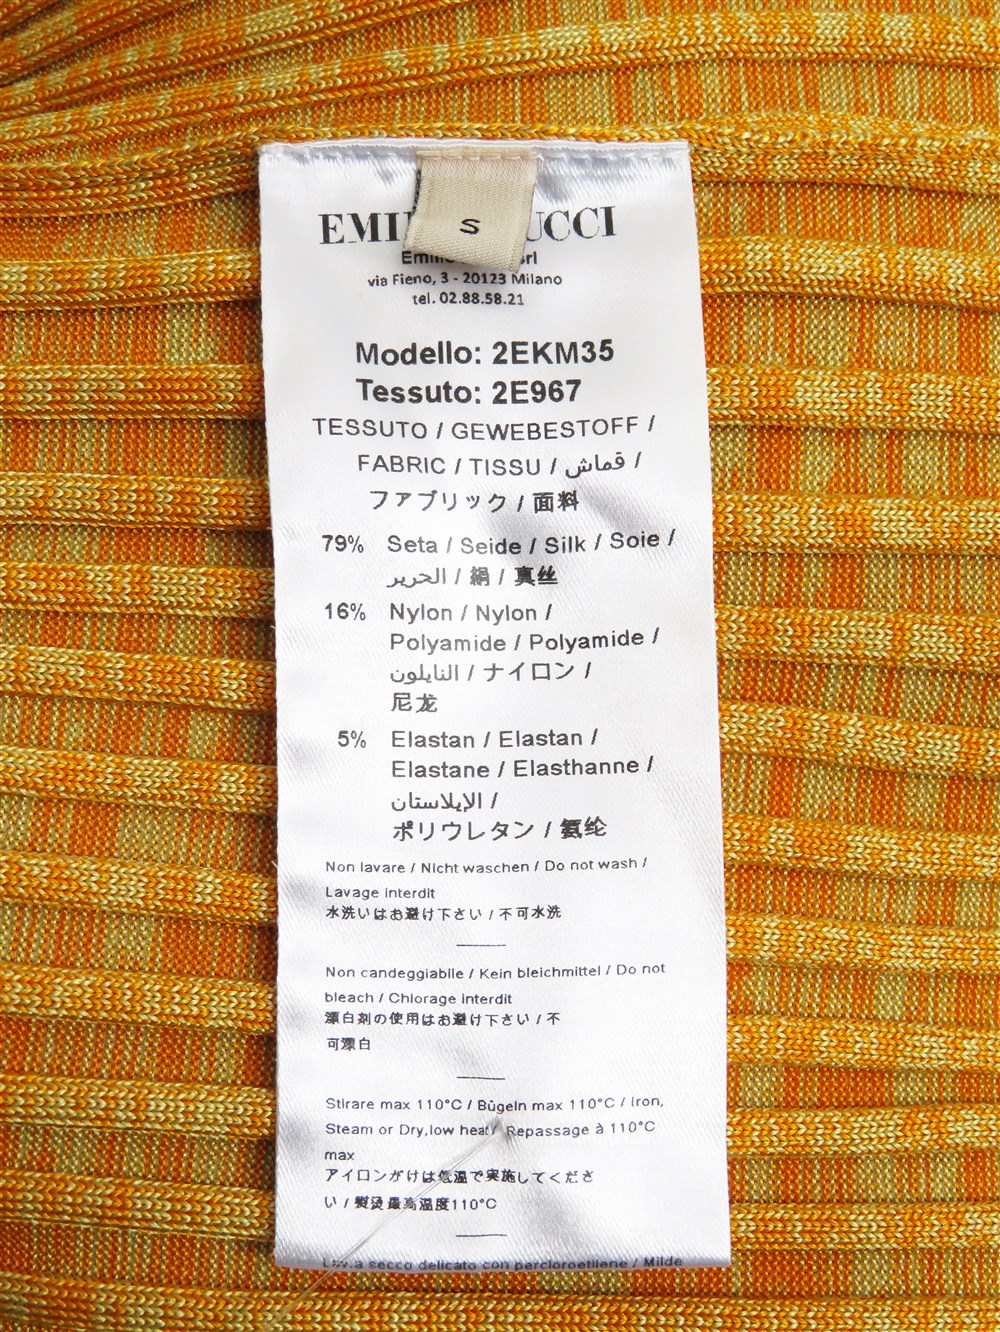 S
EMI UCCI
Emili srl
via Fieno, 3 - 20123 Milano
tel. 02.88.58.21
Modello: 2EKM35
Tessuto: 2E967
TESSUTO / GEWEBESTOFF /
FABRIC / TISSU / قماش /
ファブリック / 面料
79% Seta / Seide / Silk / Soie /
الحرير / 絹 / 真丝
16% Nylon / Nylon /
Polyamide / Polyamide /
النايلون / ナイロン /
尼龙
5% Elastan / Elastan /
Elastane / Elasthanne /
الإيلاستان /
ポリウレタン / 氨纶
Non lavare / Nicht waschen / Do not wash /
Lavage interdit
水洗いはお避け下さい / 不可水洗
Non candeggiabile / Kein bleichmittel / Do not
bleach / Chlorage interdit
漂白剤の使用はお避け下さい / 不
可漂白
Stirare max 110°C / Bügeln max 110°C / Iron,
Steam or Dry,low heat/ Repassage à 110°C
max
アイロンがけは低温で実施してくださ
い / 熨烫最高温度110°C
Lav.a secco delicato con percloroetilene / Milde